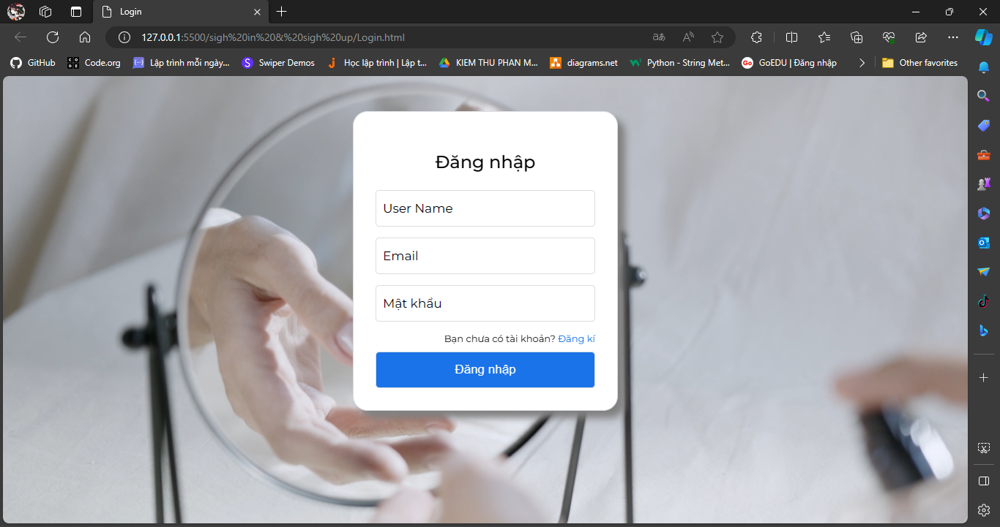 Login
127.0.0.1:5500/sigh%20in%20&%20sigh%20up/Login.html
GitHub
Code.org
Lập trình mỗi ngày...
Swiper Demos
Học lập trình | Lập t...
KIEM THU PHAN M...
diagrams.net
Python - String Met...
GoEDU | Đăng nhập
Other favorites
Đăng nhập
User Name
Email
Mật khẩu
Bạn chưa có tài khoản? Đăng kí
Đăng nhập